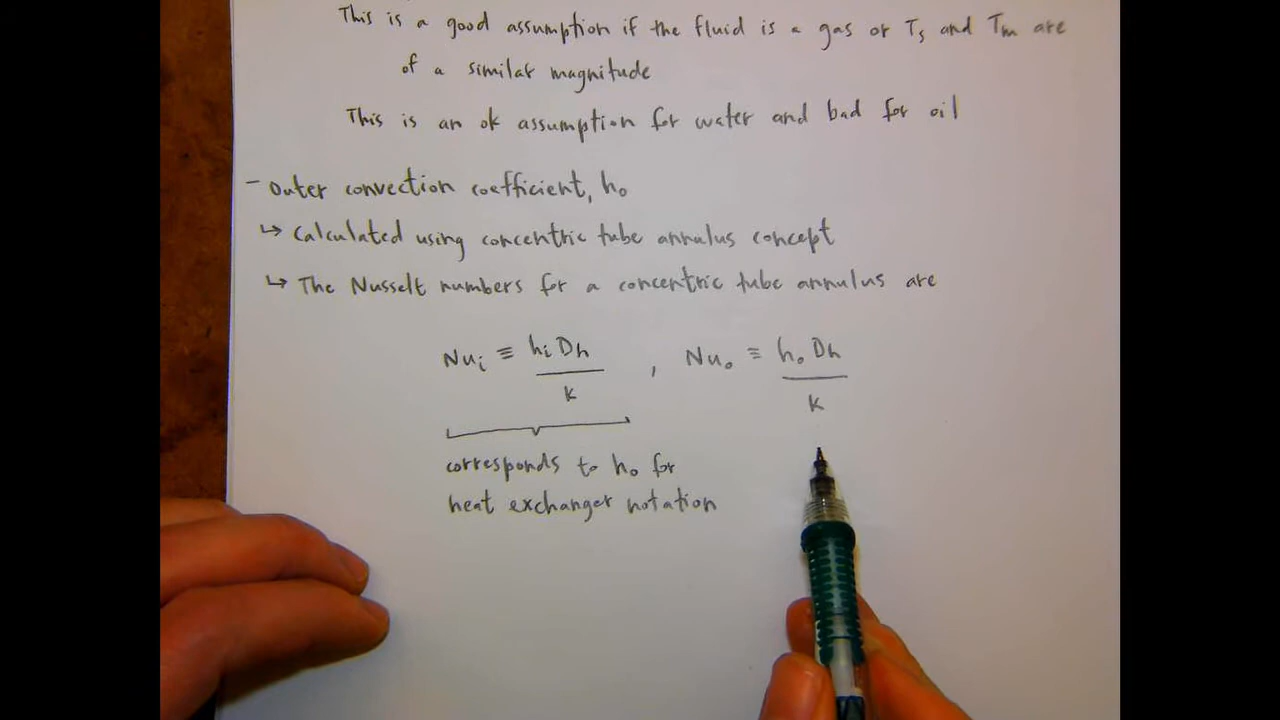 This is a good assumption if the fluid is a gas or Ts and Tm are
of a similar magnitude
This is an ok assumption for water and bad for oil
- Outer convection coefficient, ho
↳ Calculated using concentric tube annulus concept
↳ The Nusselt numbers for a concentric tube annulus are
Nui ≡ hi Dh / k , Nuo ≡ ho Dh / k
corresponds to ho for
heat exchanger notation